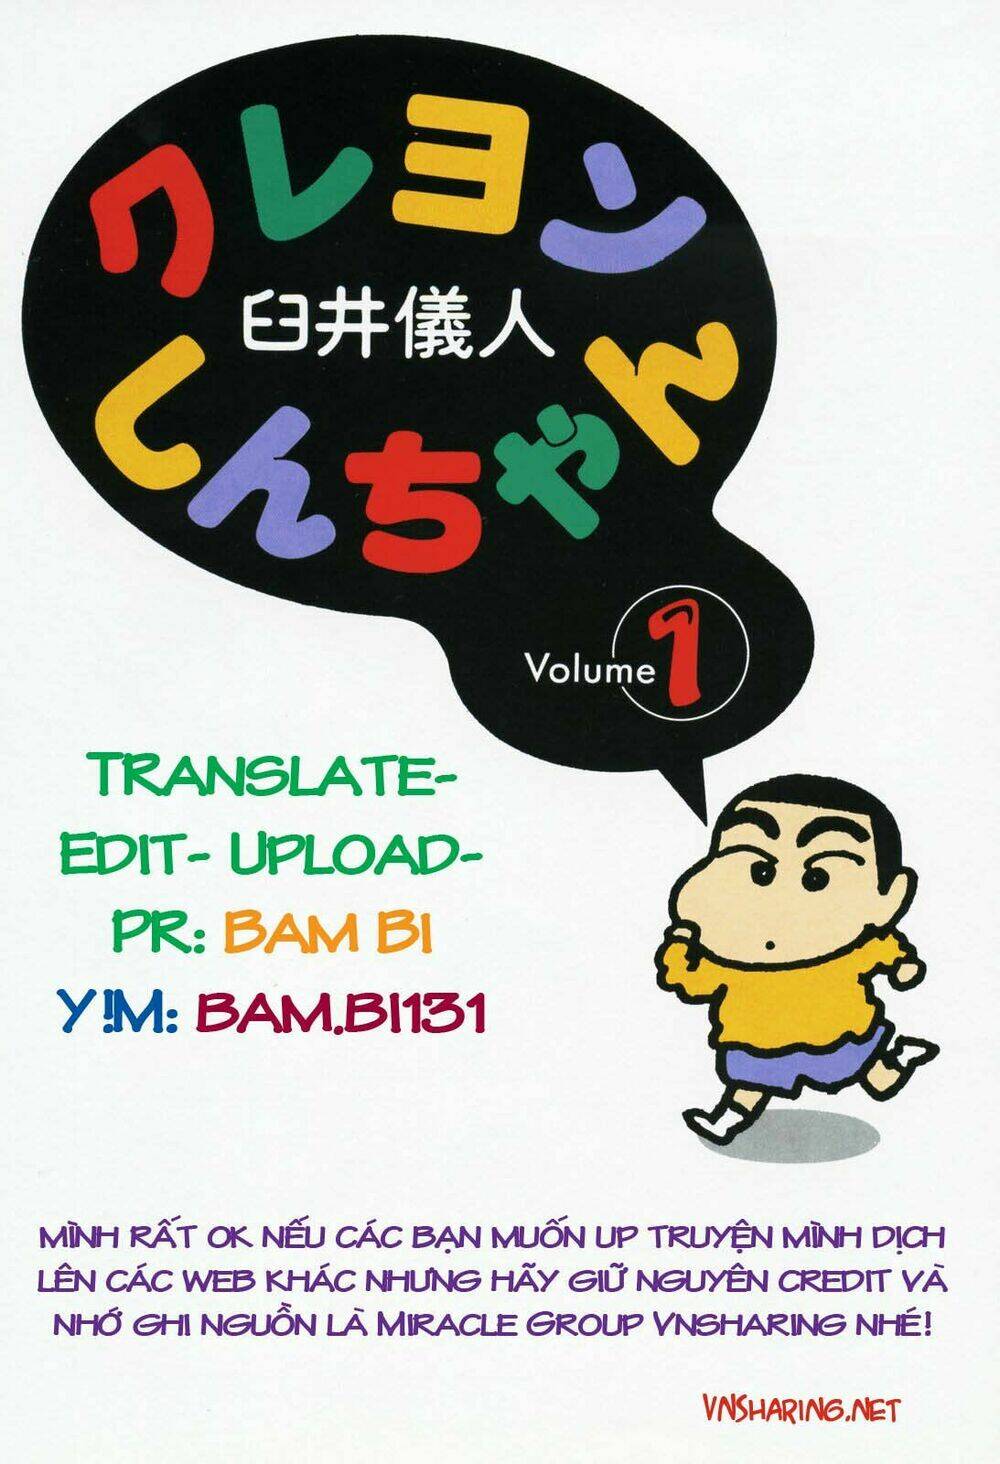 クレヨン
臼井儀人
しんちゃん
Volume 1
TRANSLATE-
EDIT- UPLOAD-
PR: BAM BI
Y!M: BAM.BI131
MÌNH RẤT OK NẾU CÁC BẠN MUỐN UP TRUYỆN MÌNH DỊCH
LÊN CÁC WEB KHÁC NHƯNG HÃY GIỮ NGUYÊN CREDIT VÀ
NHỚ GHI NGUỒN LÀ MIRACLE GROUP VNSHARING NHÉ!
VNSHARING.NET